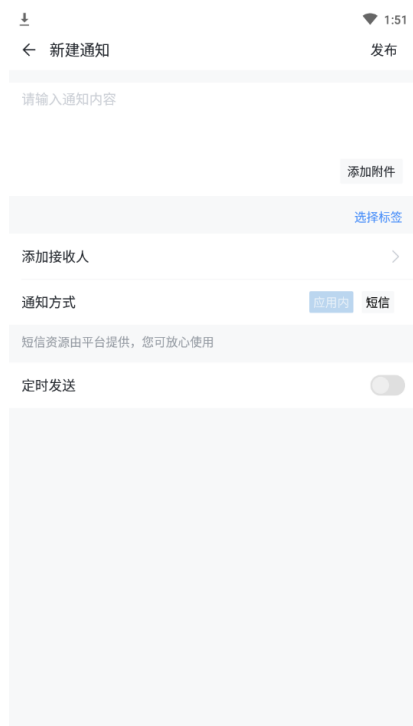 1:51
新建通知 发布
请输入通知内容
添加附件
选择标签
添加接收人
通知方式 应用内 短信
短信资源由平台提供，您可放心使用
定时发送